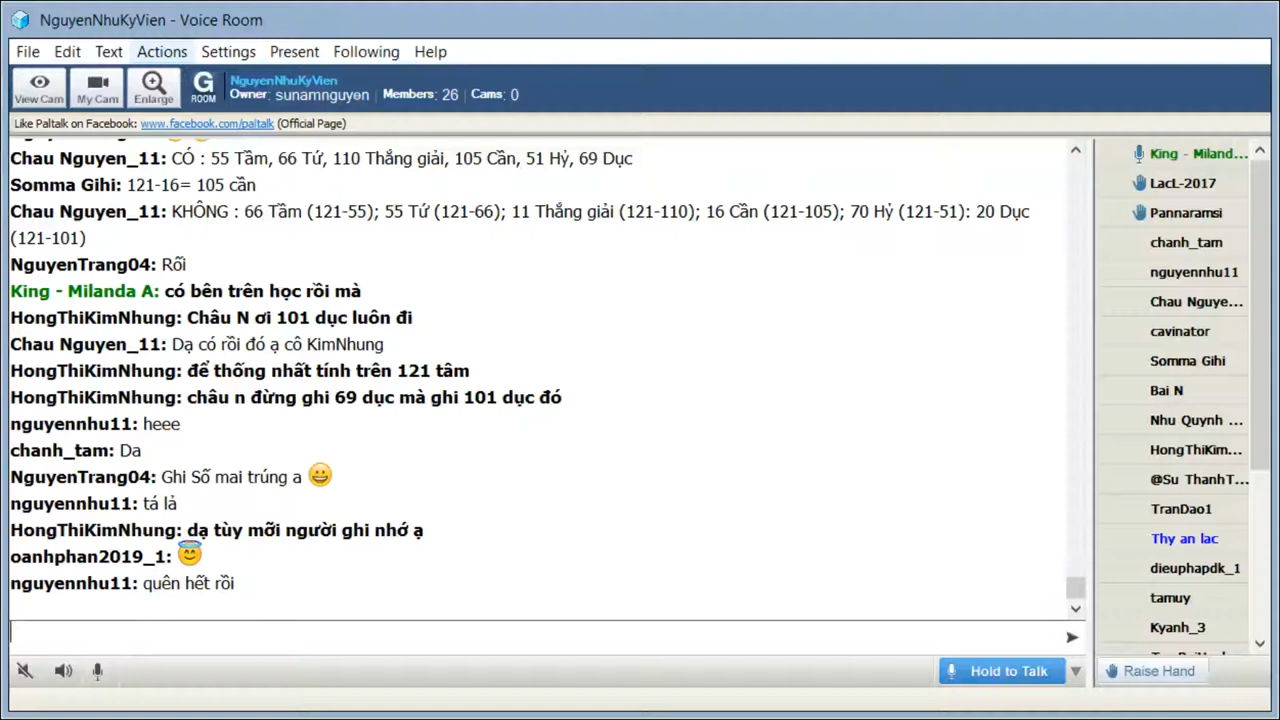 NguyenNhuKyVien - Voice Room
File Edit Text Actions Settings Present Following Help
View Cam My Cam Enlarge G ROOM
NguyenNhuKyVien
Owner: sunamnguyen Members: 26 Cams: 0
Like Paltalk on Facebook: www.facebook.com/paltalk (Official Page)
Chau Nguyen_11: CÓ : 55 Tầm, 66 Tứ, 110 Thắng giải, 105 Cần, 51 Hỷ, 69 Dục
Somma Gihi: 121-16= 105 cần
Chau Nguyen_11: KHÔNG : 66 Tầm (121-55); 55 Tứ (121-66); 11 Thắng giải (121-110); 16 Cần (121-105); 70 Hỷ (121-51): 20 Dục
(121-101)
NguyenTrang04: Rồi
King - Milanda A: có bên trên học rồi mà
HongThiKimNhung: Châu N ơi 101 dục luôn đi
Chau Nguyen_11: Dạ có rồi đó ạ cô KimNhung
HongThiKimNhung: để thống nhất tính trên 121 tâm
HongThiKimNhung: châu n đừng ghi 69 dục mà ghi 101 dục đó
nguyennhu11: heee
chanh_tam: Da
NguyenTrang04: Ghi Số mai trúng a 😀
nguyennhu11: tá lả
HongThiKimNhung: dạ tùy mỡi người ghi nhớ ạ
oanhphan2019_1: 😇
nguyennhu11: quên hết rồi
Hold to Talk
King - Miland...
LacL-2017
Pannaramsi
chanh_tam
nguyennhu11
Chau Nguye...
cavinator
Somma Gihi
Bai N
Nhu Quynh ...
HongThiKim...
@Su ThanhT...
TranDao1
Thy an lac
dieuphapdk_1
tamuy
Kyanh_3
Raise Hand